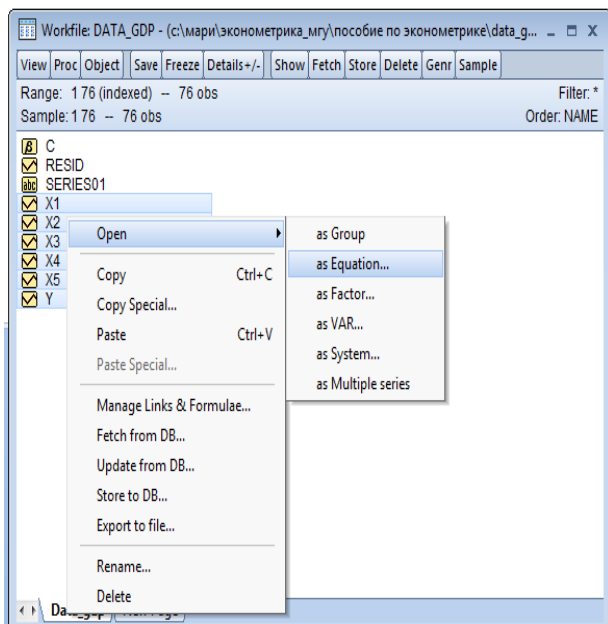 Workfile: DATA_GDP - (c:\мари\эконометрика_мгу\пособие по эконометрике\data_g...
View Proc Object Save Freeze Details+/- Show Fetch Store Delete Genr Sample
Range: 1 76 (indexed) -- 76 obs Filter: *
Sample: 1 76 -- 76 obs Order: NAME
β C
RESID
abc SERIES01
X1
X2
X3
X4
X5
Y
Open
Copy Ctrl+C
Copy Special...
Paste Ctrl+V
Paste Special...
Manage Links & Formulae...
Fetch from DB...
Update from DB...
Store to DB...
Export to file...
Rename...
Delete
as Group
as Equation...
as Factor...
as VAR...
as System...
as Multiple series